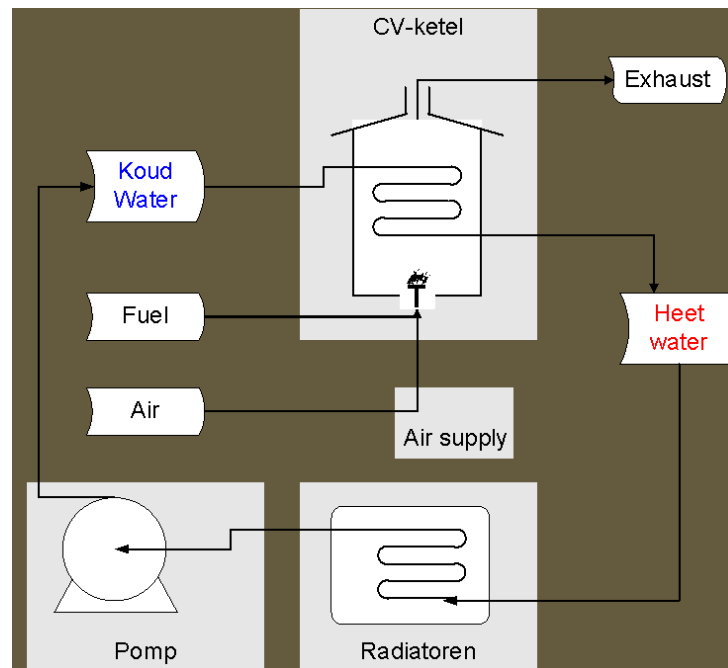 CV-ketel
Exhaust
Koud
Water
Fuel
Heet
water
Air
Air supply
Pomp
Radiatoren